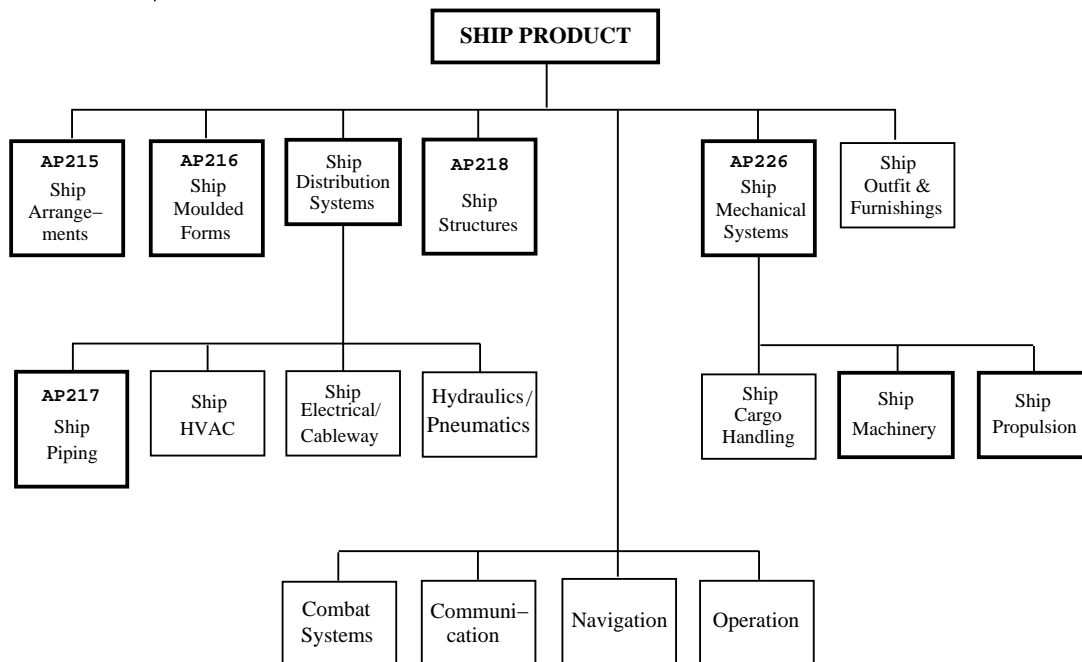 SHIP PRODUCT
AP215
Ship
Arrange–
ments
AP216
Ship
Moulded
Forms
Ship
Distribution
Systems
AP218
Ship
Structures
AP226
Ship
Mechanical
Systems
Ship
Outfit &
Furnishings
AP217
Ship
Piping
Ship
HVAC
Ship
Electrical/
Cableway
Hydraulics/
Pneumatics
Ship
Cargo
Handling
Ship
Machinery
Ship
Propulsion
Combat
Systems
Communi–
cation
Navigation
Operation